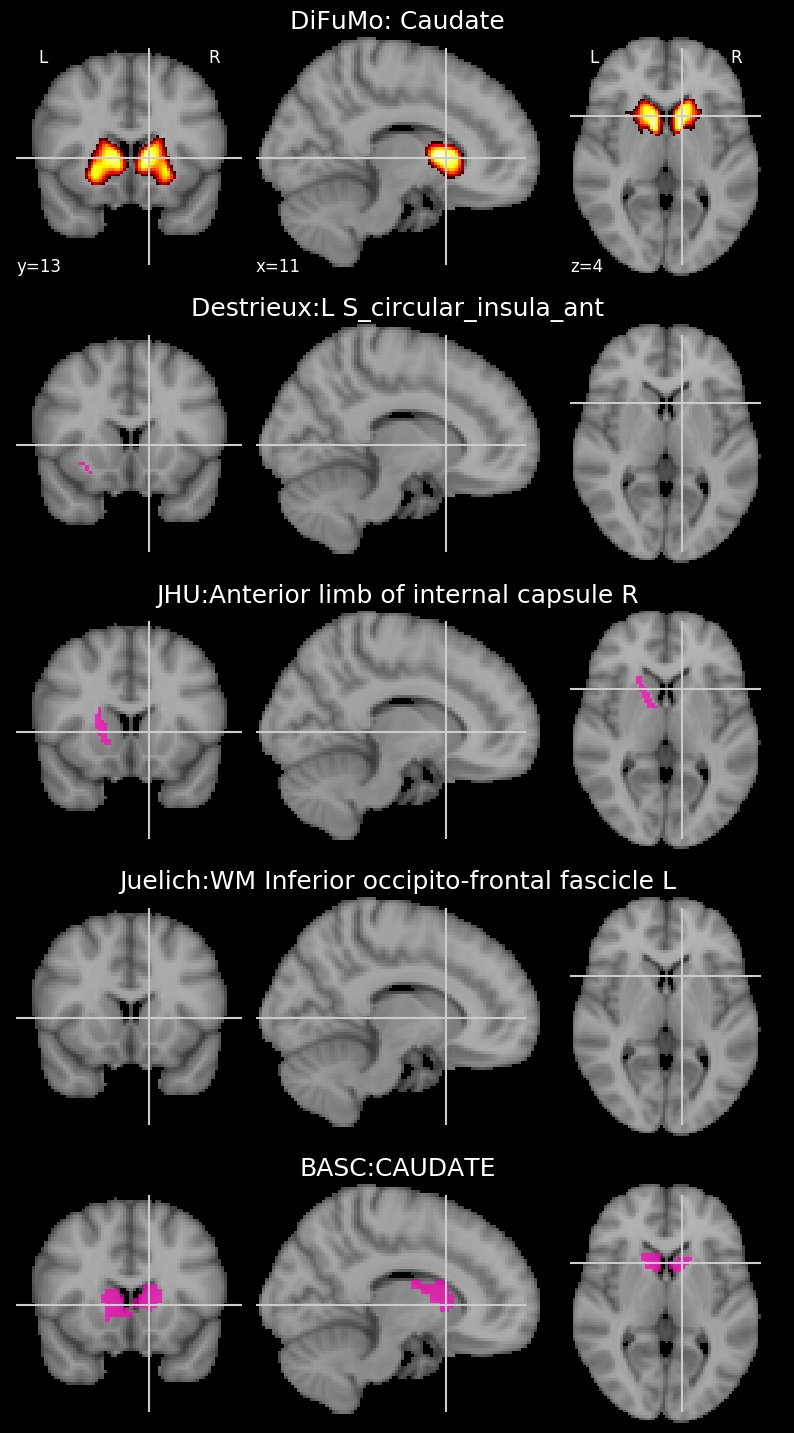 DiFuMo: Caudate
L R L R
y=13 x=11 z=4
Destrieux:L S_circular_insula_ant
JHU:Anterior limb of internal capsule R
Juelich:WM Inferior occipito-frontal fascicle L
BASC:CAUDATE